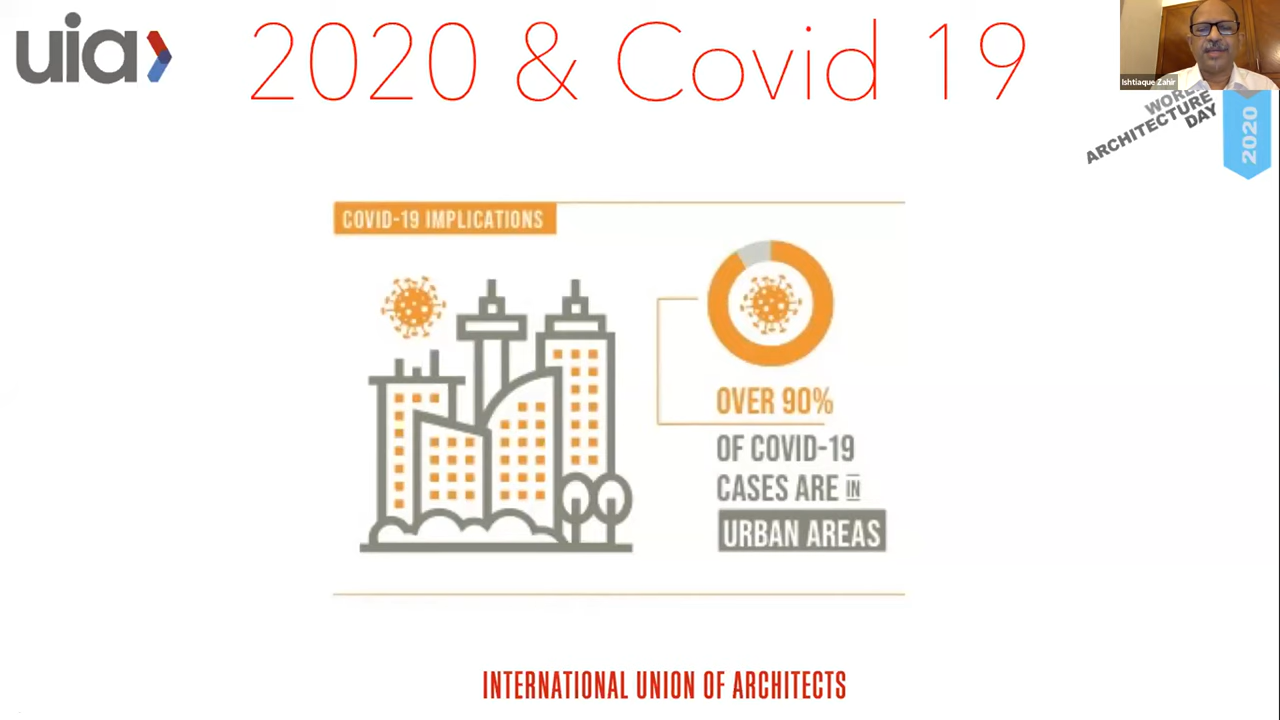 uia
2020 & Covid 19
Ishtiaque Zahir
WORLD
ARCHITECTURE
DAY
2020
COVID-19 IMPLICATIONS
OVER 90%
OF COVID-19
CASES ARE IN
URBAN AREAS
INTERNATIONAL UNION OF ARCHITECTS